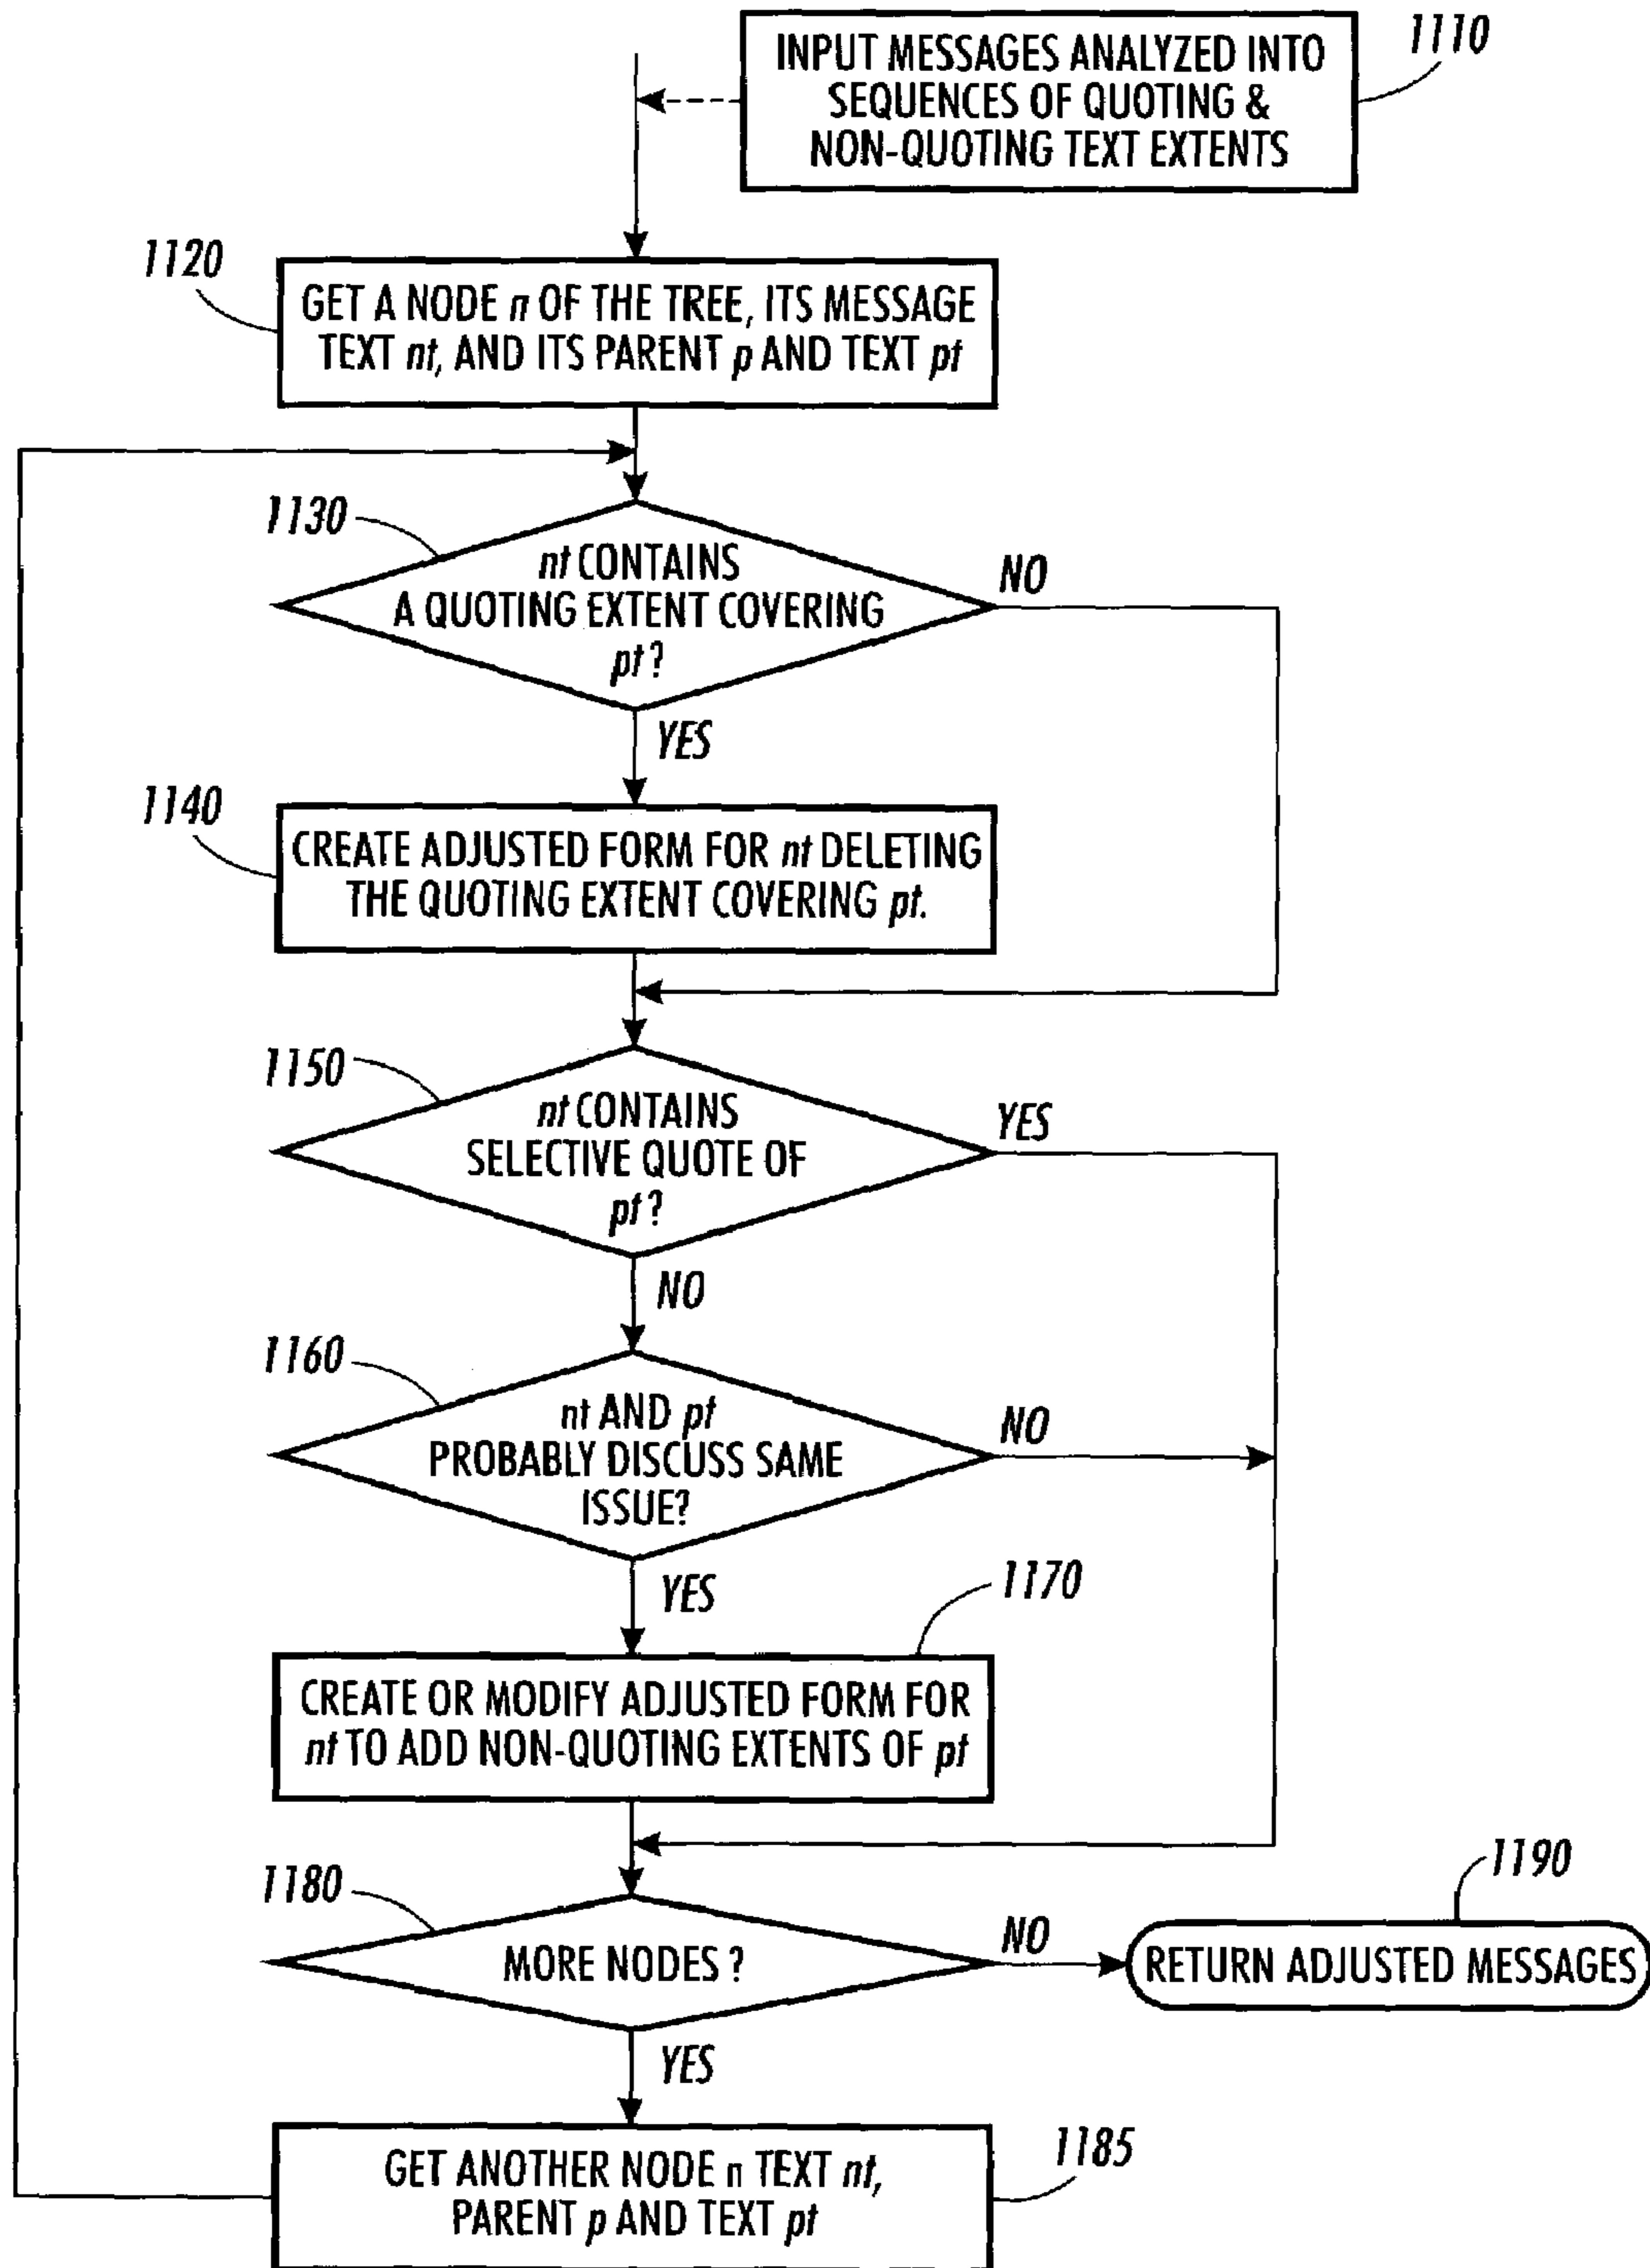 1110
INPUT MESSAGES ANALYZED INTO
SEQUENCES OF QUOTING &
NON-QUOTING TEXT EXTENTS
1120
GET A NODE n OF THE TREE, ITS MESSAGE
TEXT nt, AND ITS PARENT p AND TEXT pt
1130
nt CONTAINS
A QUOTING EXTENT COVERING
pt?
NO
YES
1140
CREATE ADJUSTED FORM FOR nt DELETING
THE QUOTING EXTENT COVERING pt.
1150
nt CONTAINS
SELECTIVE QUOTE OF
pt?
YES
NO
1160
nt AND pt
PROBABLY DISCUSS SAME
ISSUE?
NO
YES
1170
CREATE OR MODIFY ADJUSTED FORM FOR
nt TO ADD NON-QUOTING EXTENTS OF pt
1180
MORE NODES?
NO
1190
RETURN ADJUSTED MESSAGES
YES
1185
GET ANOTHER NODE n TEXT nt,
PARENT p AND TEXT pt